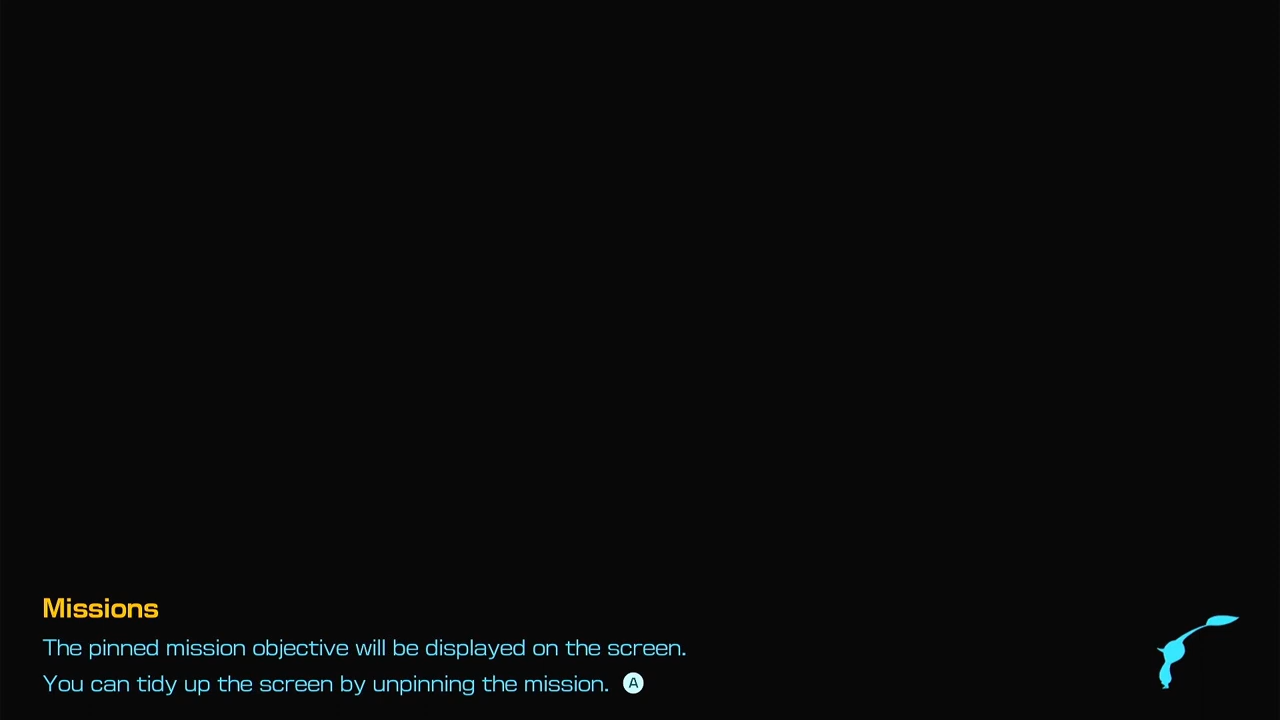 Missions
The pinned mission objective will be displayed on the screen.
You can tidy up the screen by unpinning the mission. A